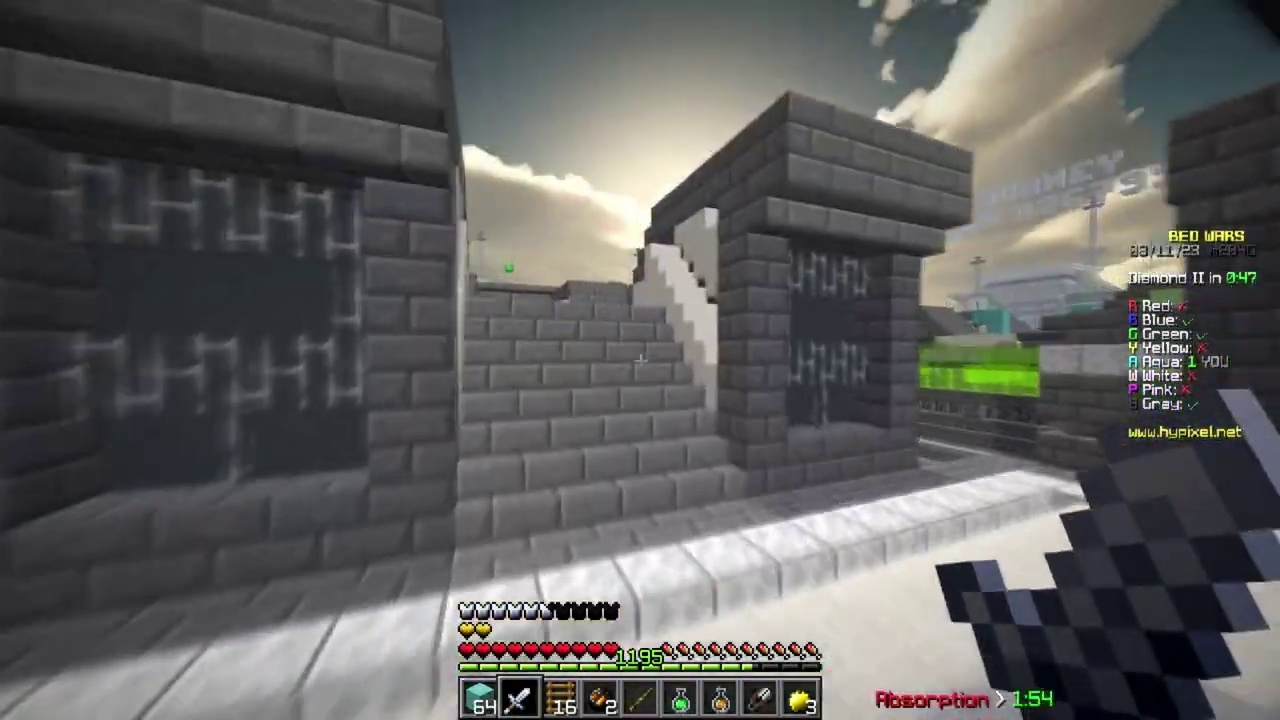 BED WARS
Diamond II in 0:47
R Red: ✗
B Blue: ✓
G Green: ✓
Y Yellow: ✗
A Aqua: 1 YOU
W White: ✗
P Pink: ✗
Gray: ✓
www.hypixel.net
1195
64
16
2
3
Absorption > 1:54